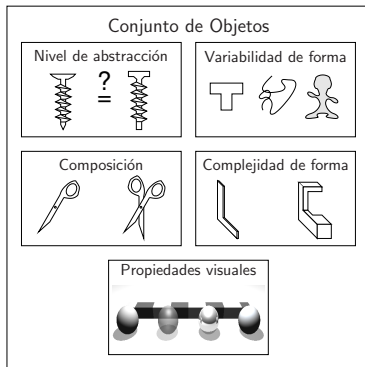 Conjunto de Objetos
Nivel de abstracción
?
=
Variabilidad de forma
Composición
Complejidad de forma
Propiedades visuales